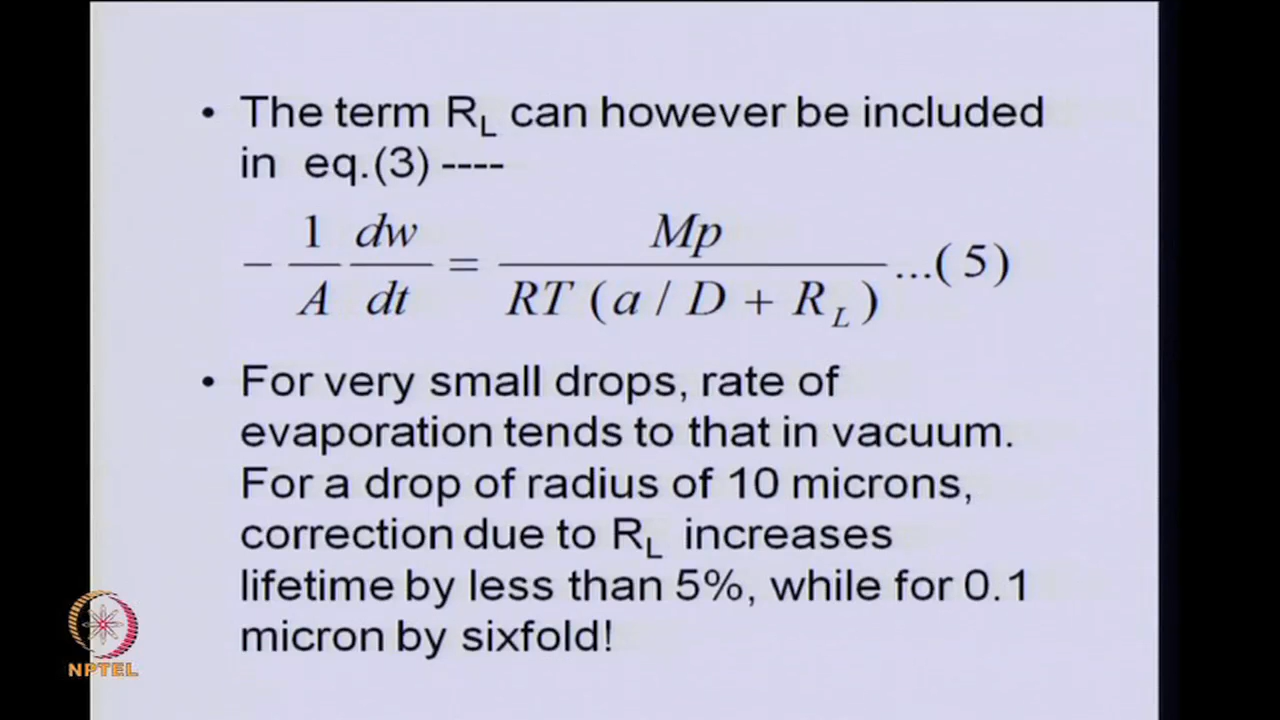 • The term R_L can however be included
in eq.(3) ----
- 1/A dw/dt = Mp / RT (a / D + R_L) ...( 5 )
• For very small drops, rate of
evaporation tends to that in vacuum.
For a drop of radius of 10 microns,
correction due to R_L increases
lifetime by less than 5%, while for 0.1
micron by sixfold!
NPTEL